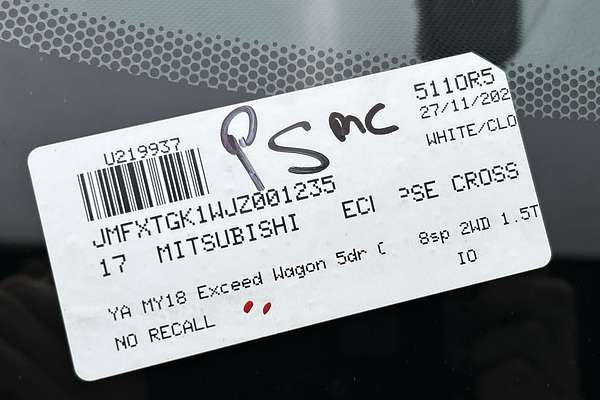 U219937
PS mc
5110R5
27/11/202
WHITE/CLO
JMFXTGK1WJZ001235
17 MITSUBISHI ECL PSE CROSS
YA MY18 Exceed Wagon 5dr C 8sp 2WD 1.5T
NO RECALL IO